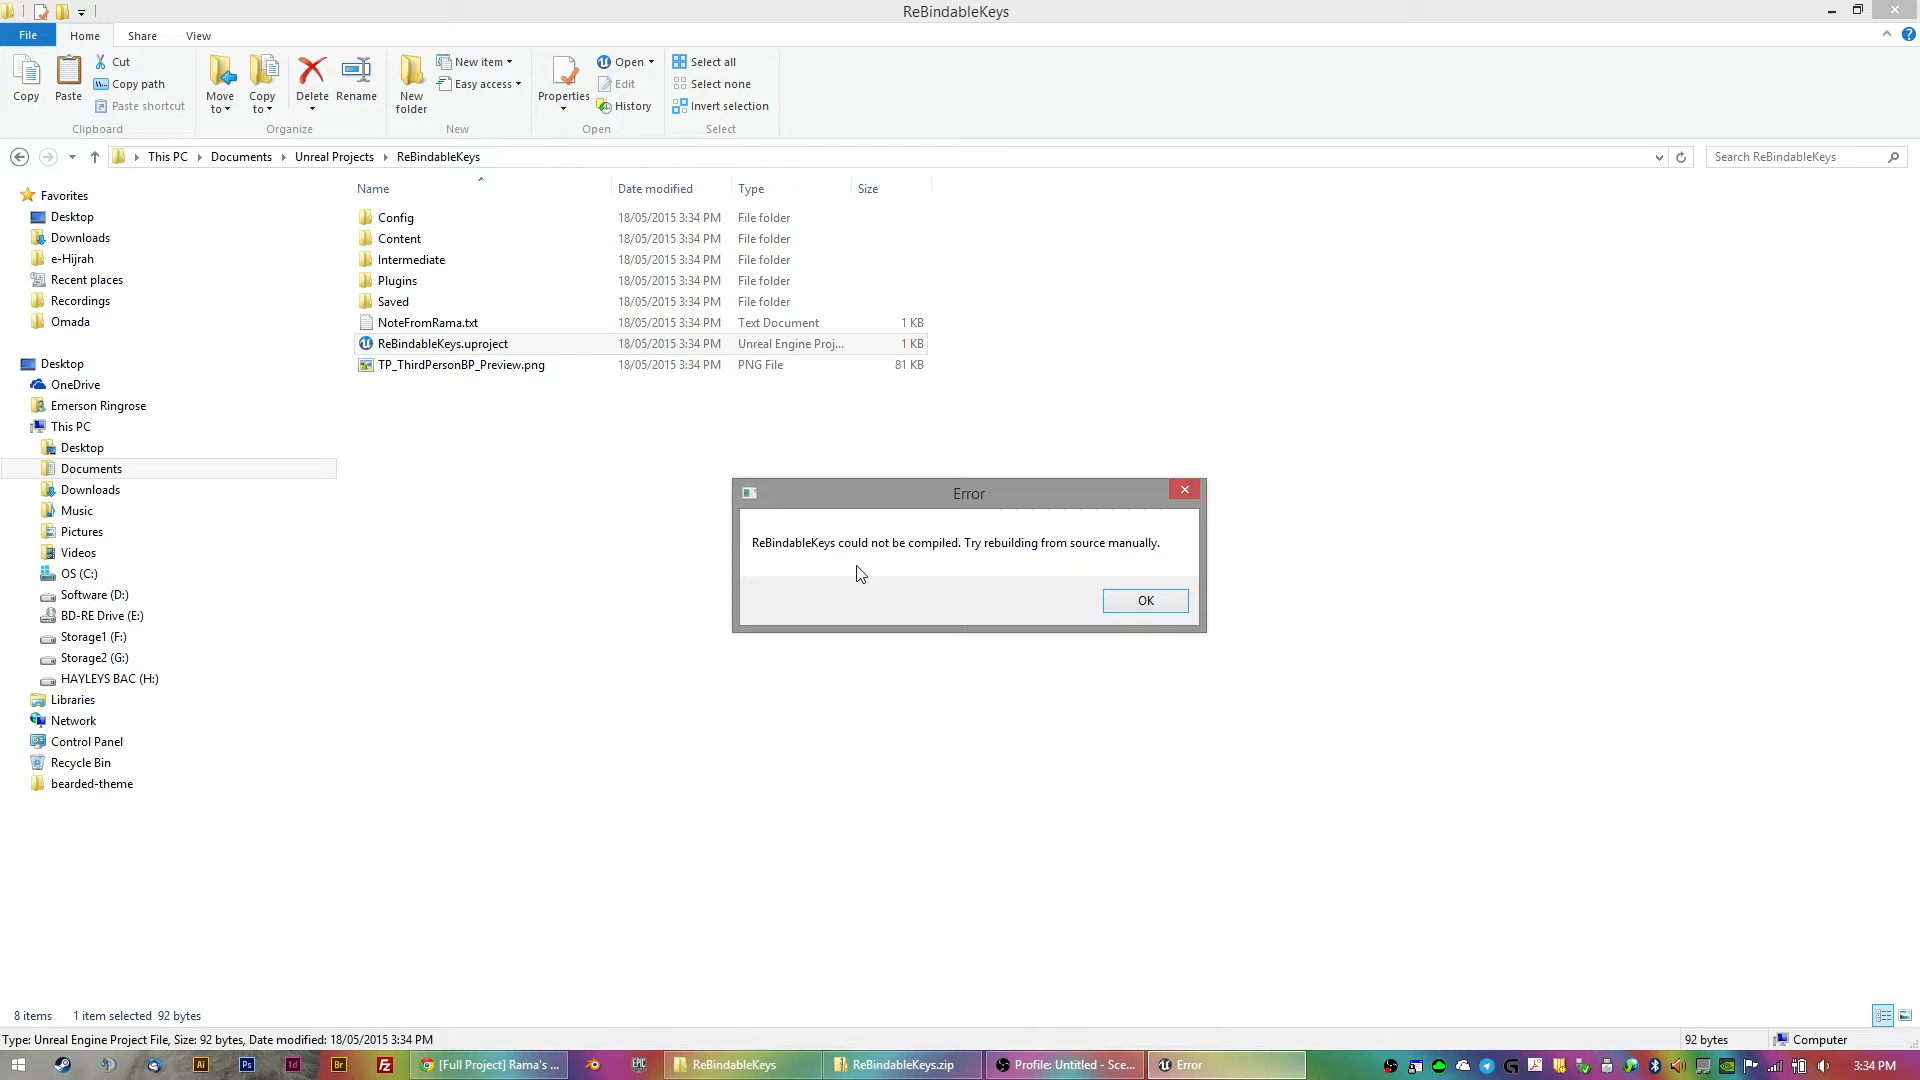 ReBindableKeys
File Home Share View
Copy
Paste
Cut
Copy path
Paste shortcut
Clipboard
Move to
Copy to
Delete
Rename
Organize
New folder
New item
Easy access
New
Properties
Open
Edit
History
Open
Select all
Select none
Invert selection
Select
This PC Documents Unreal Projects ReBindableKeys
Search ReBindableKeys
Favorites
Desktop
Downloads
e-Hijrah
Recent places
Recordings
Omada
Desktop
OneDrive
Emerson Ringrose
This PC
Desktop
Documents
Downloads
Music
Pictures
Videos
OS (C:)
Software (D:)
BD-RE Drive (E:)
Storage1 (F:)
Storage2 (G:)
HAYLEYS BAC (H:)
Libraries
Network
Control Panel
Recycle Bin
bearded-theme
Name Date modified Type Size
Config 18/05/2015 3:34 PM File folder
Content 18/05/2015 3:34 PM File folder
Intermediate 18/05/2015 3:34 PM File folder
Plugins 18/05/2015 3:34 PM File folder
Saved 18/05/2015 3:34 PM File folder
NoteFromRama.txt 18/05/2015 3:34 PM Text Document 1 KB
ReBindableKeys.uproject 18/05/2015 3:34 PM Unreal Engine Proj... 1 KB
TP_ThirdPersonBP_Preview.png 18/05/2015 3:34 PM PNG File 81 KB
Error
ReBindableKeys could not be compiled. Try rebuilding from source manually.
OK
8 items 1 item selected 92 bytes
Type: Unreal Engine Project File, Size: 92 bytes, Date modified: 18/05/2015 3:34 PM 92 bytes Computer
Ai Ps Id Br Fz [Full Project] Rama's ... EPIC ReBindableKeys ReBindableKeys.zip Profile: Untitled - Sce... Error 3:34 PM